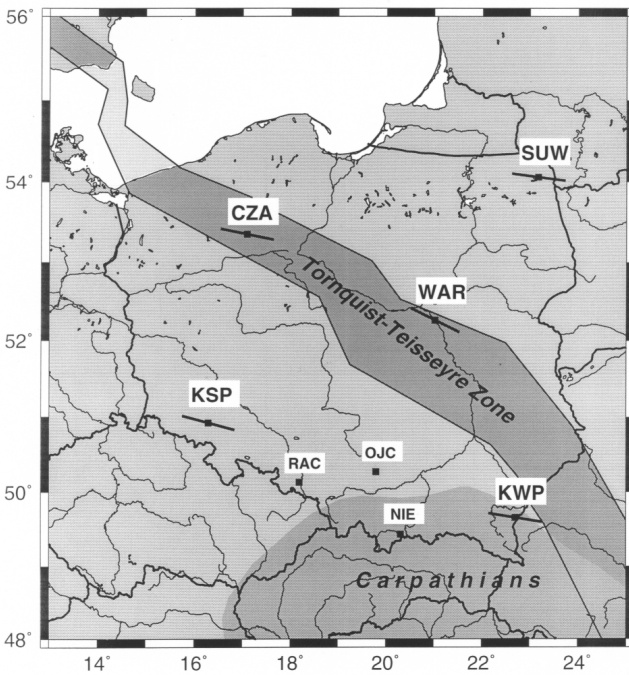 56°
54°
SUW
CZA
Tornquist-Teisseyre Zone
WAR
52°
KSP
RAC
OJC
50°
KWP
NIE
Carpathians
48°
14°
16°
18°
20°
22°
24°